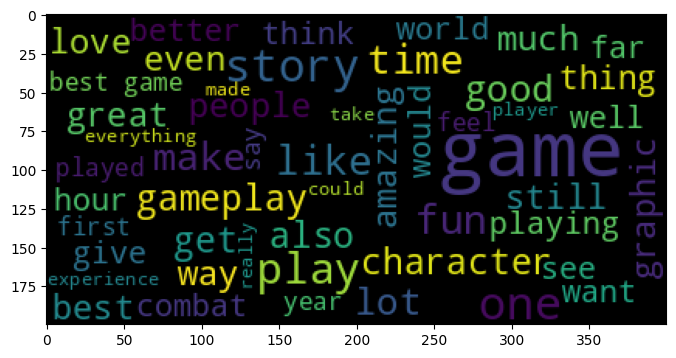 0
25
50
75
100
125
150
175
0
50
100
150
200
250
300
350
love
better
think
world
much
far
even
story
time
thing
best game
made
good
great
people
take
player
well
everything
say
amazing
would
feel
game
played
make
like
could
graphic
hour
gameplay
still
first
fun
playing
give
get
really
also
experience
way
play
character
see
want
best
combat
year
lot
one